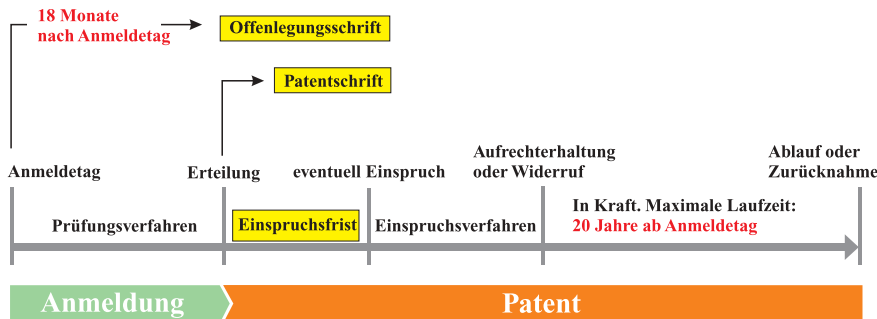 18 Monate
nach Anmeldetag
Offenlegungsschrift
Patentschrift
Anmeldetag
Erteilung
eventuell Einspruch
Aufrechterhaltung
oder Widerruf
Ablauf oder
Zurücknahme
Prüfungsverfahren
Einspruchsfrist
Einspruchsverfahren
In Kraft. Maximale Laufzeit:
20 Jahre ab Anmeldetag
Anmeldung
Patent